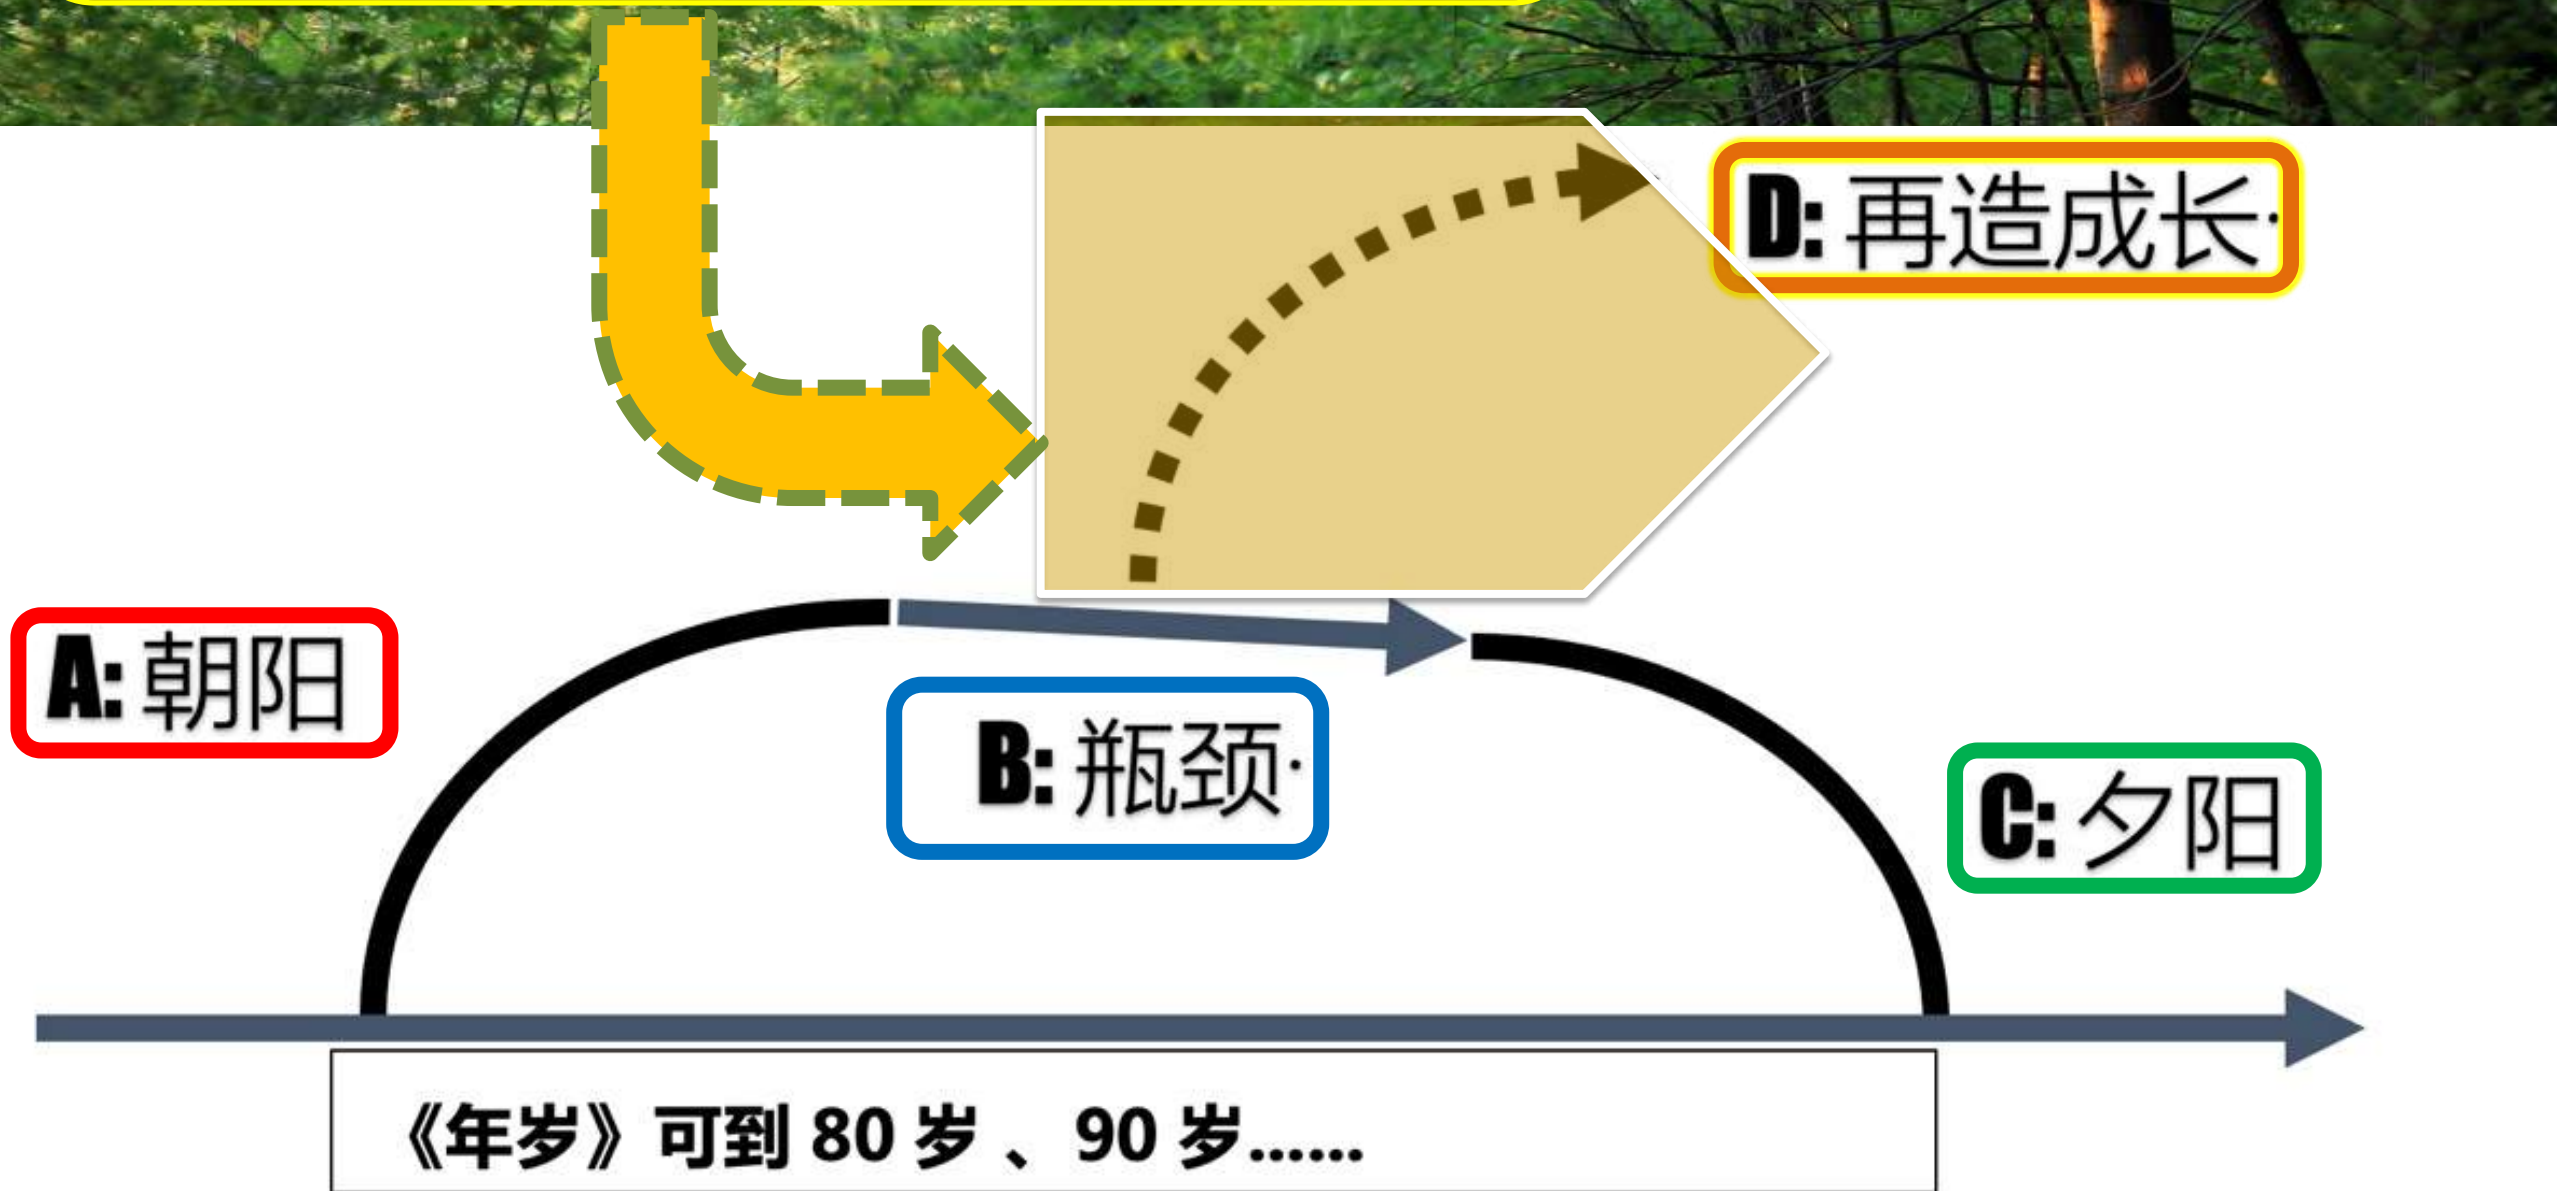 D: 再造成长·
A: 朝阳
B: 瓶颈·
C: 夕阳
《年岁》可到 80 岁 、90 岁......